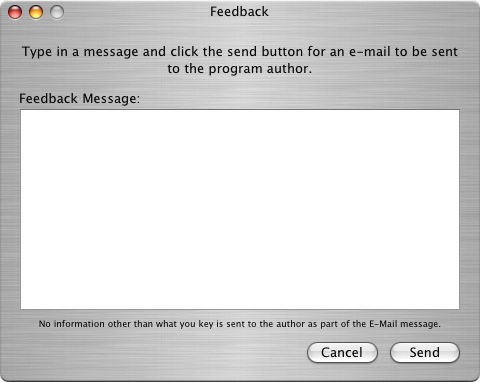 Feedback
Type in a message and click the send button for an e-mail to be sent
to the program author.
Feedback Message:
No information other than what you key is sent to the author as part of the E-Mail message.
Cancel
Send